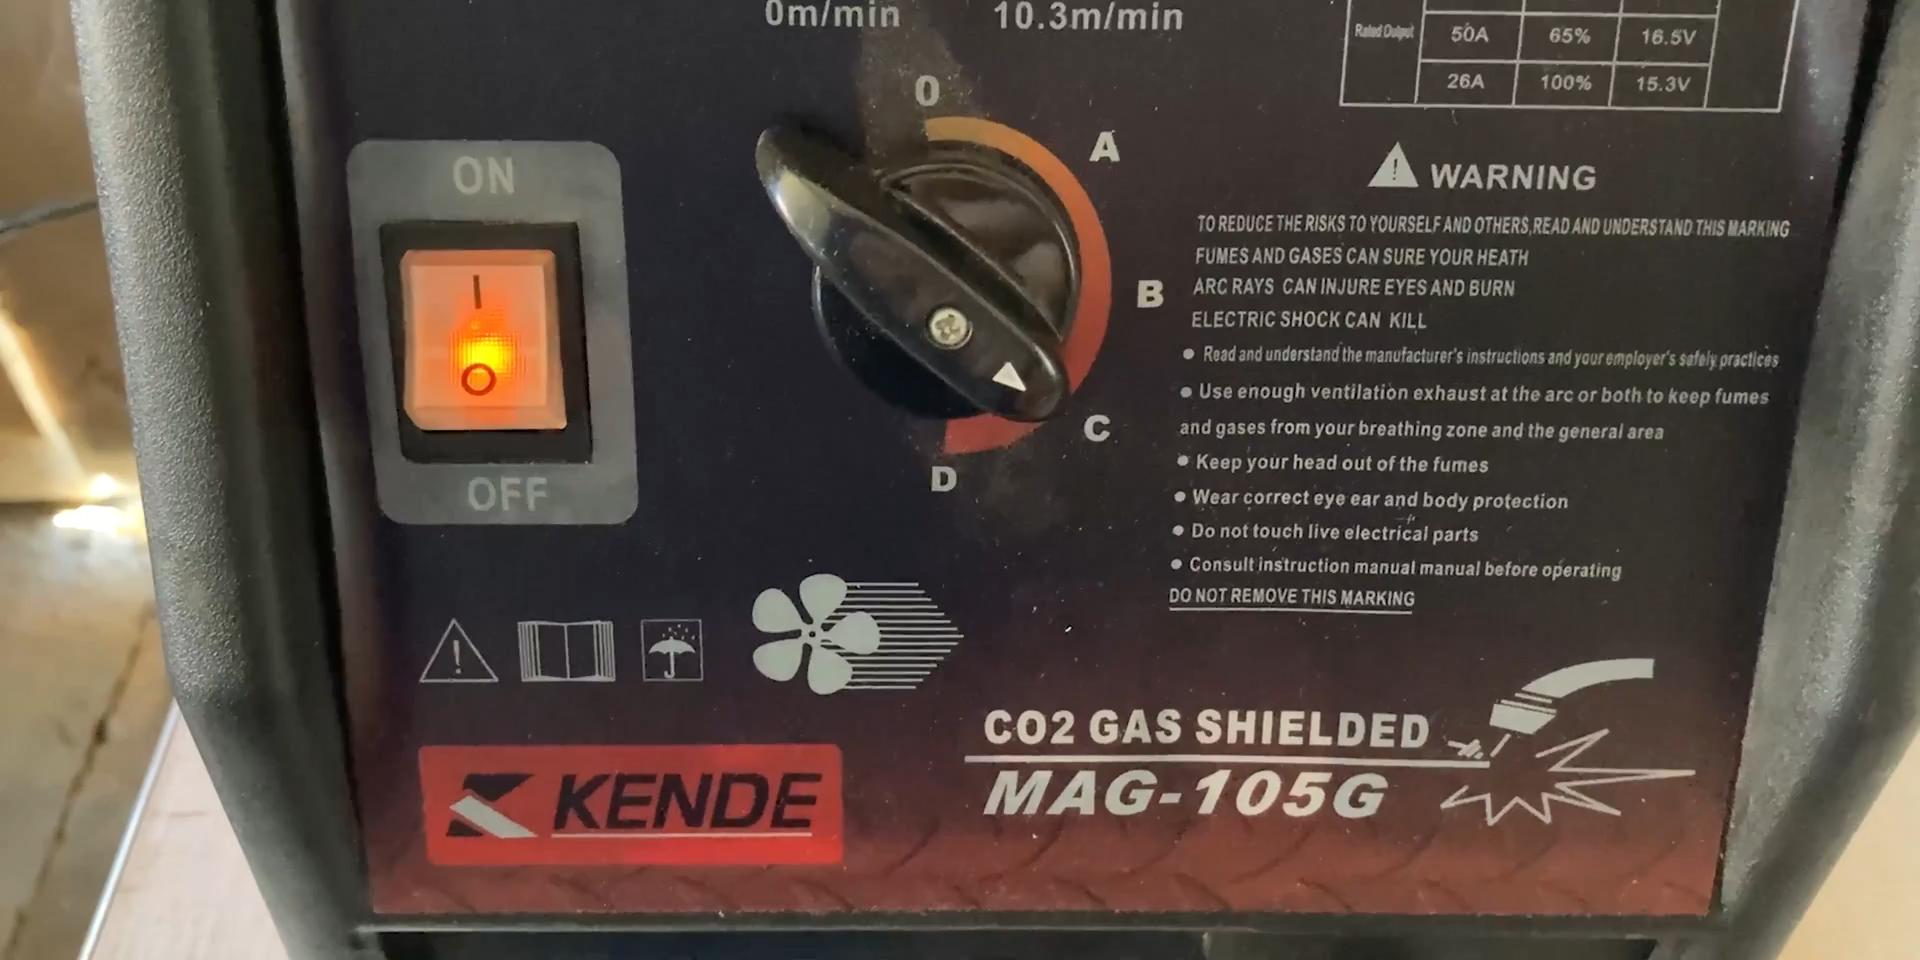 0m/min 10.3m/min
Rated Output 50A 65% 16.5V
26A 100% 15.3V
0
A
B
C
D
ON
I
O
OFF
WARNING
TO REDUCE THE RISKS TO YOURSELF AND OTHERS,READ AND UNDERSTAND THIS MARKING
FUMES AND GASES CAN SURE YOUR HEATH
ARC RAYS CAN INJURE EYES AND BURN
ELECTRIC SHOCK CAN KILL
● Read and understand the manufacturer's instructions and your employer's safely practices
● Use enough ventilation exhaust at the arc or both to keep fumes
and gases from your breathing zone and the general area
● Keep your head out of the fumes
● Wear correct eye ear and body protection
● Do not touch live electrical parts
● Consult instruction manual manual before operating
DO NOT REMOVE THIS MARKING
CO2 GAS SHIELDED
MAG-105G
KENDE